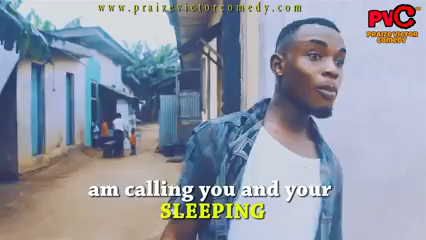 www.praizevictorcomedy.com
PVC
PRAIZE VICTOR
COMEDY
am calling you and your
SLEEPING